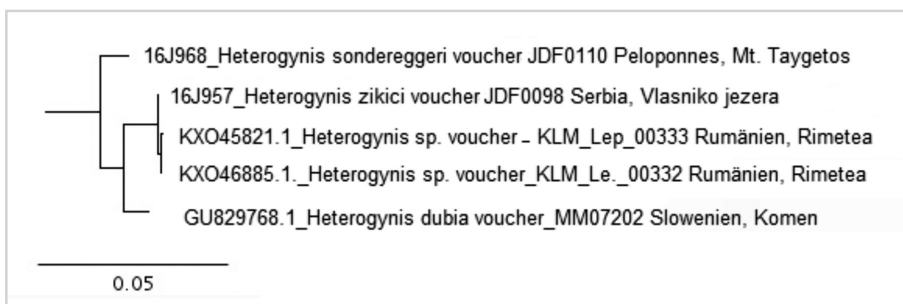 16J968_Heterogynis sondereggeri voucher JDF0110 Peloponnes, Mt. Taygetos
16J957_Heterogynis zikici voucher JDF0098 Serbia, Vlasniko jezera
KXO45821.1_Heterogynis sp. voucher - KLM_Lep_00333 Rumänien, Rimetea
KXO46885.1._Heterogynis sp. voucher_KLM_Le._00332 Rumänien, Rimetea
GU829768.1_Heterogynis dubia voucher_MM07202 Slowenien, Komen
0.05